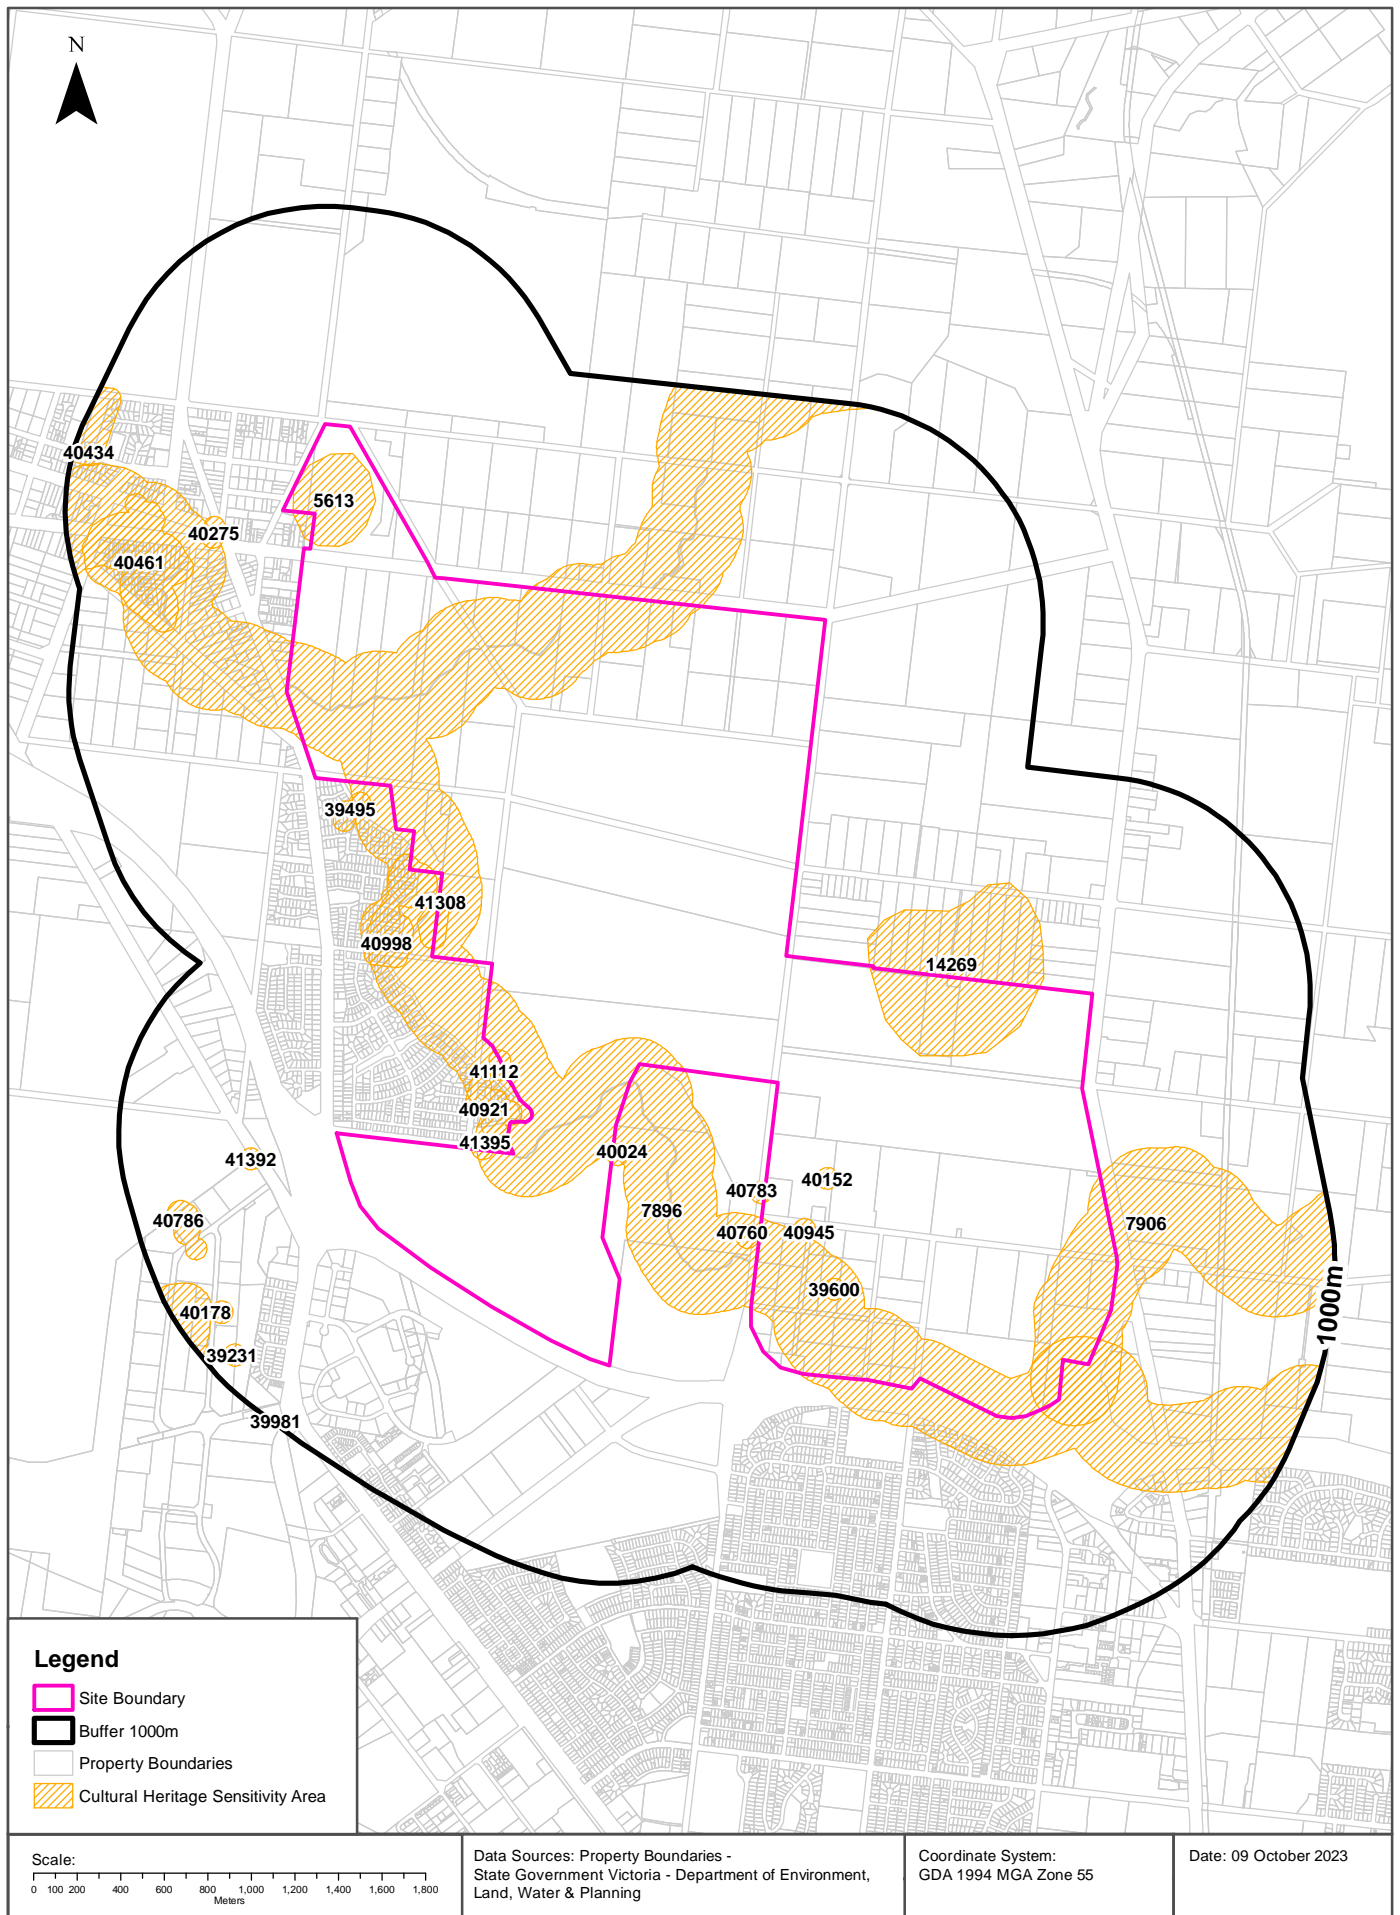 N
40434
5613
40275
40461
39495
41308
40998
14269
41112
40921
41395
40024
41392
40783
40152
40786
7896
7906
40760
40945
39600
40178
1000m
39231
39981
Legend
Site Boundary
Buffer 1000m
Property Boundaries
Cultural Heritage Sensitivity Area
Scale:
0 100 200 400 600 800 1,000 1,200 1,400 1,600 1,800
Meters
Data Sources: Property Boundaries -
State Government Victoria - Department of Environment,
Land, Water & Planning
Coordinate System:
GDA 1994 MGA Zone 55
Date: 09 October 2023